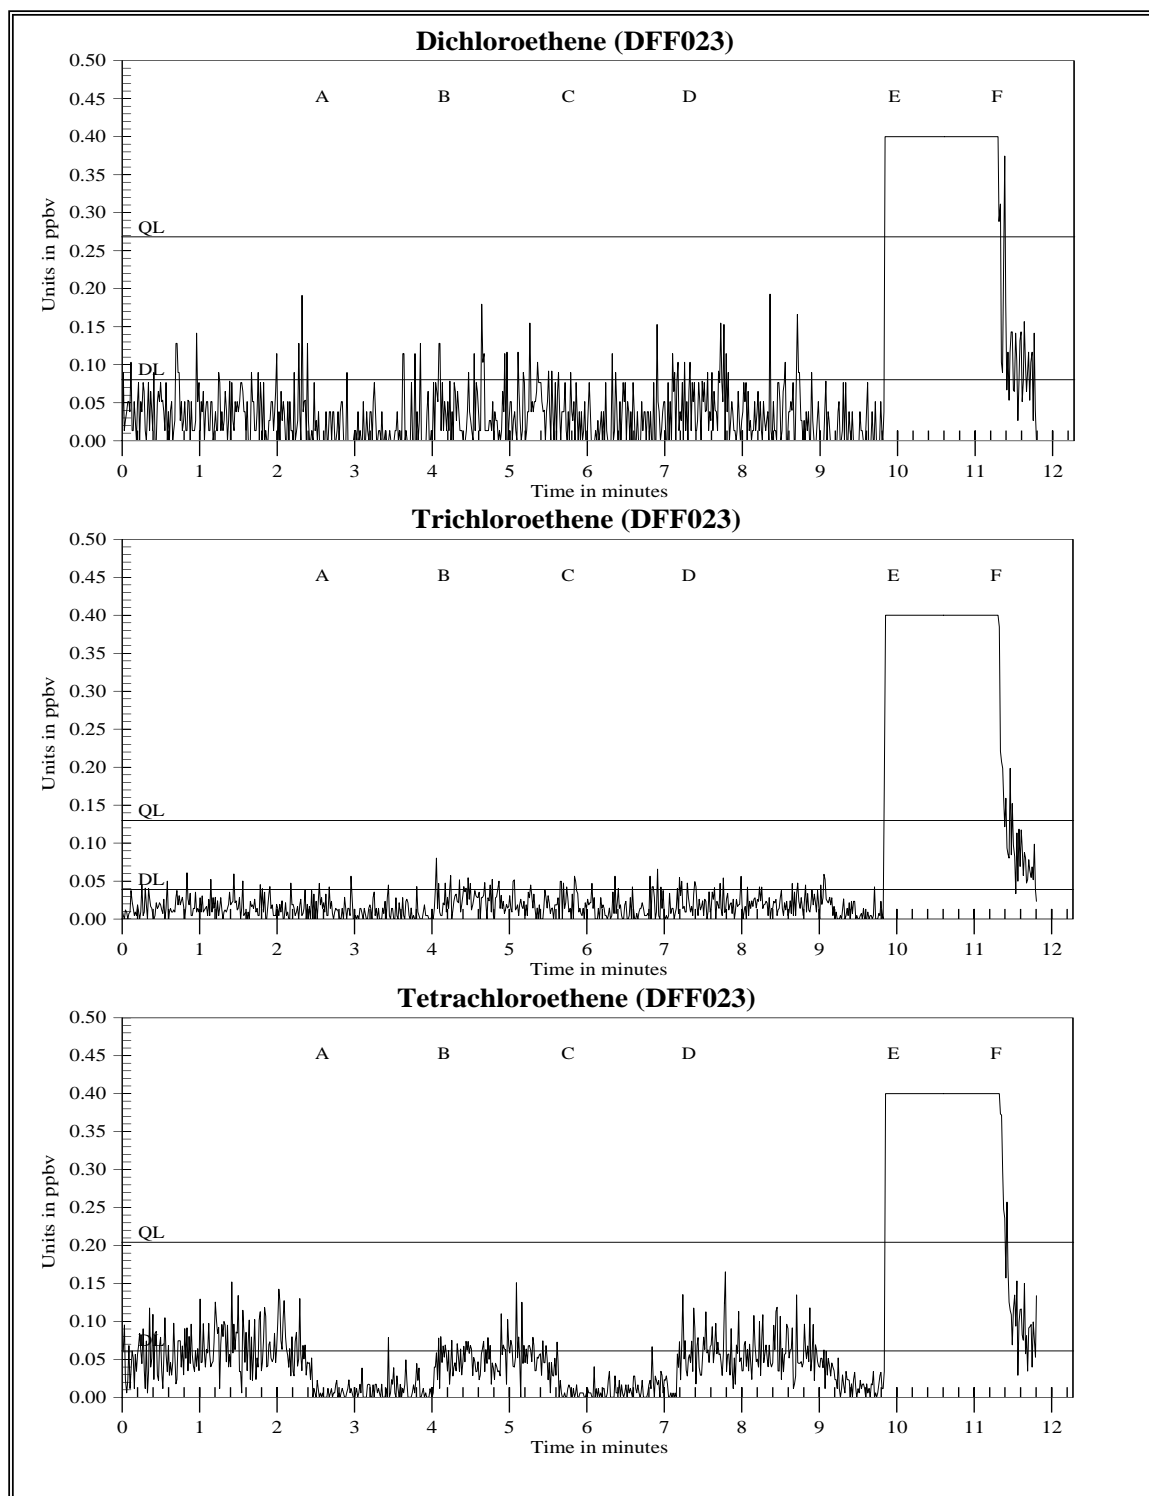 Dichloroethene (DFF023)
0.50
0.45
A B C D E F
0.40
0.35
0.30
Units in ppbv
QL
0.25
0.20
0.15
DL
0.10
0.05
0.00
0 1 2 3 4 5 6 7 8 9 10 11 12
Time in minutes
Trichloroethene (DFF023)
0.50
0.45
A B C D E F
0.40
0.35
0.30
Units in ppbv
0.25
0.20
0.15
QL
0.10
DL
0.05
0.00
0 1 2 3 4 5 6 7 8 9 10 11 12
Time in minutes
Tetrachloroethene (DFF023)
0.50
0.45
A B C D E F
0.40
0.35
0.30
Units in ppbv
0.25
QL
0.20
0.15
0.10
DL
0.05
0.00
0 1 2 3 4 5 6 7 8 9 10 11 12
Time in minutes